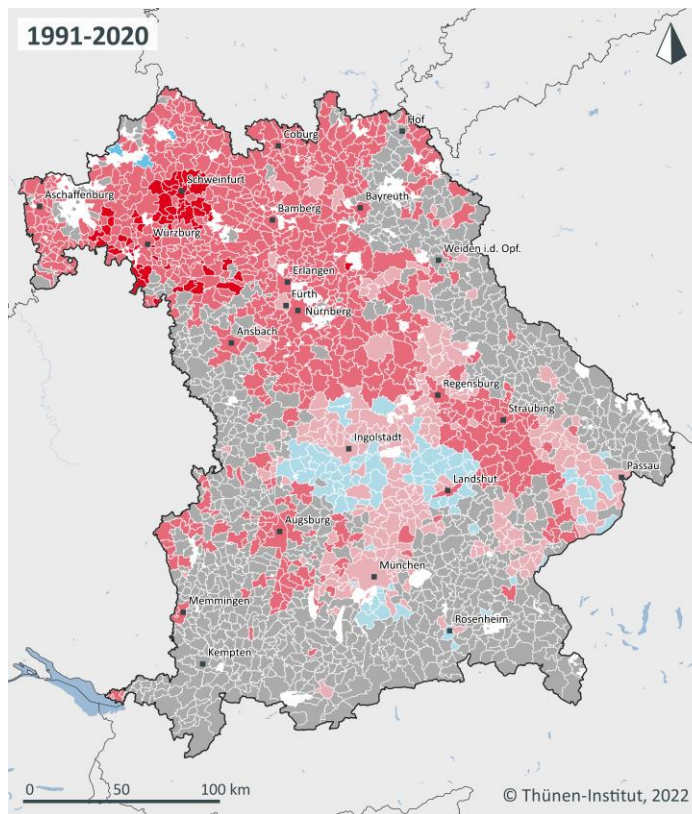 1991-2020
Hof
Coburg
Schweinfurt
Aschaffenburg
Bayreuth
Bamberg
Würzburg
Weiden i.d. Opf.
Erlangen
Fürth
Nürnberg
Ansbach
Regensburg
Straubing
Ingolstadt
Passau
Landshut
Augsburg
München
Memmingen
Rosenheim
Kempten
0 50 100 km
© Thünen-Institut, 2022